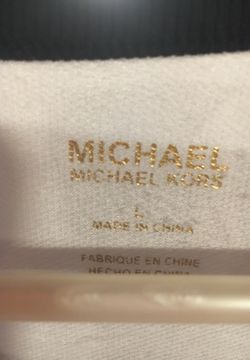 MICHAEL
MICHAEL KORS
L
MADE IN CHINA
FABRIQUE EN CHINE
HECHO EN CHINA